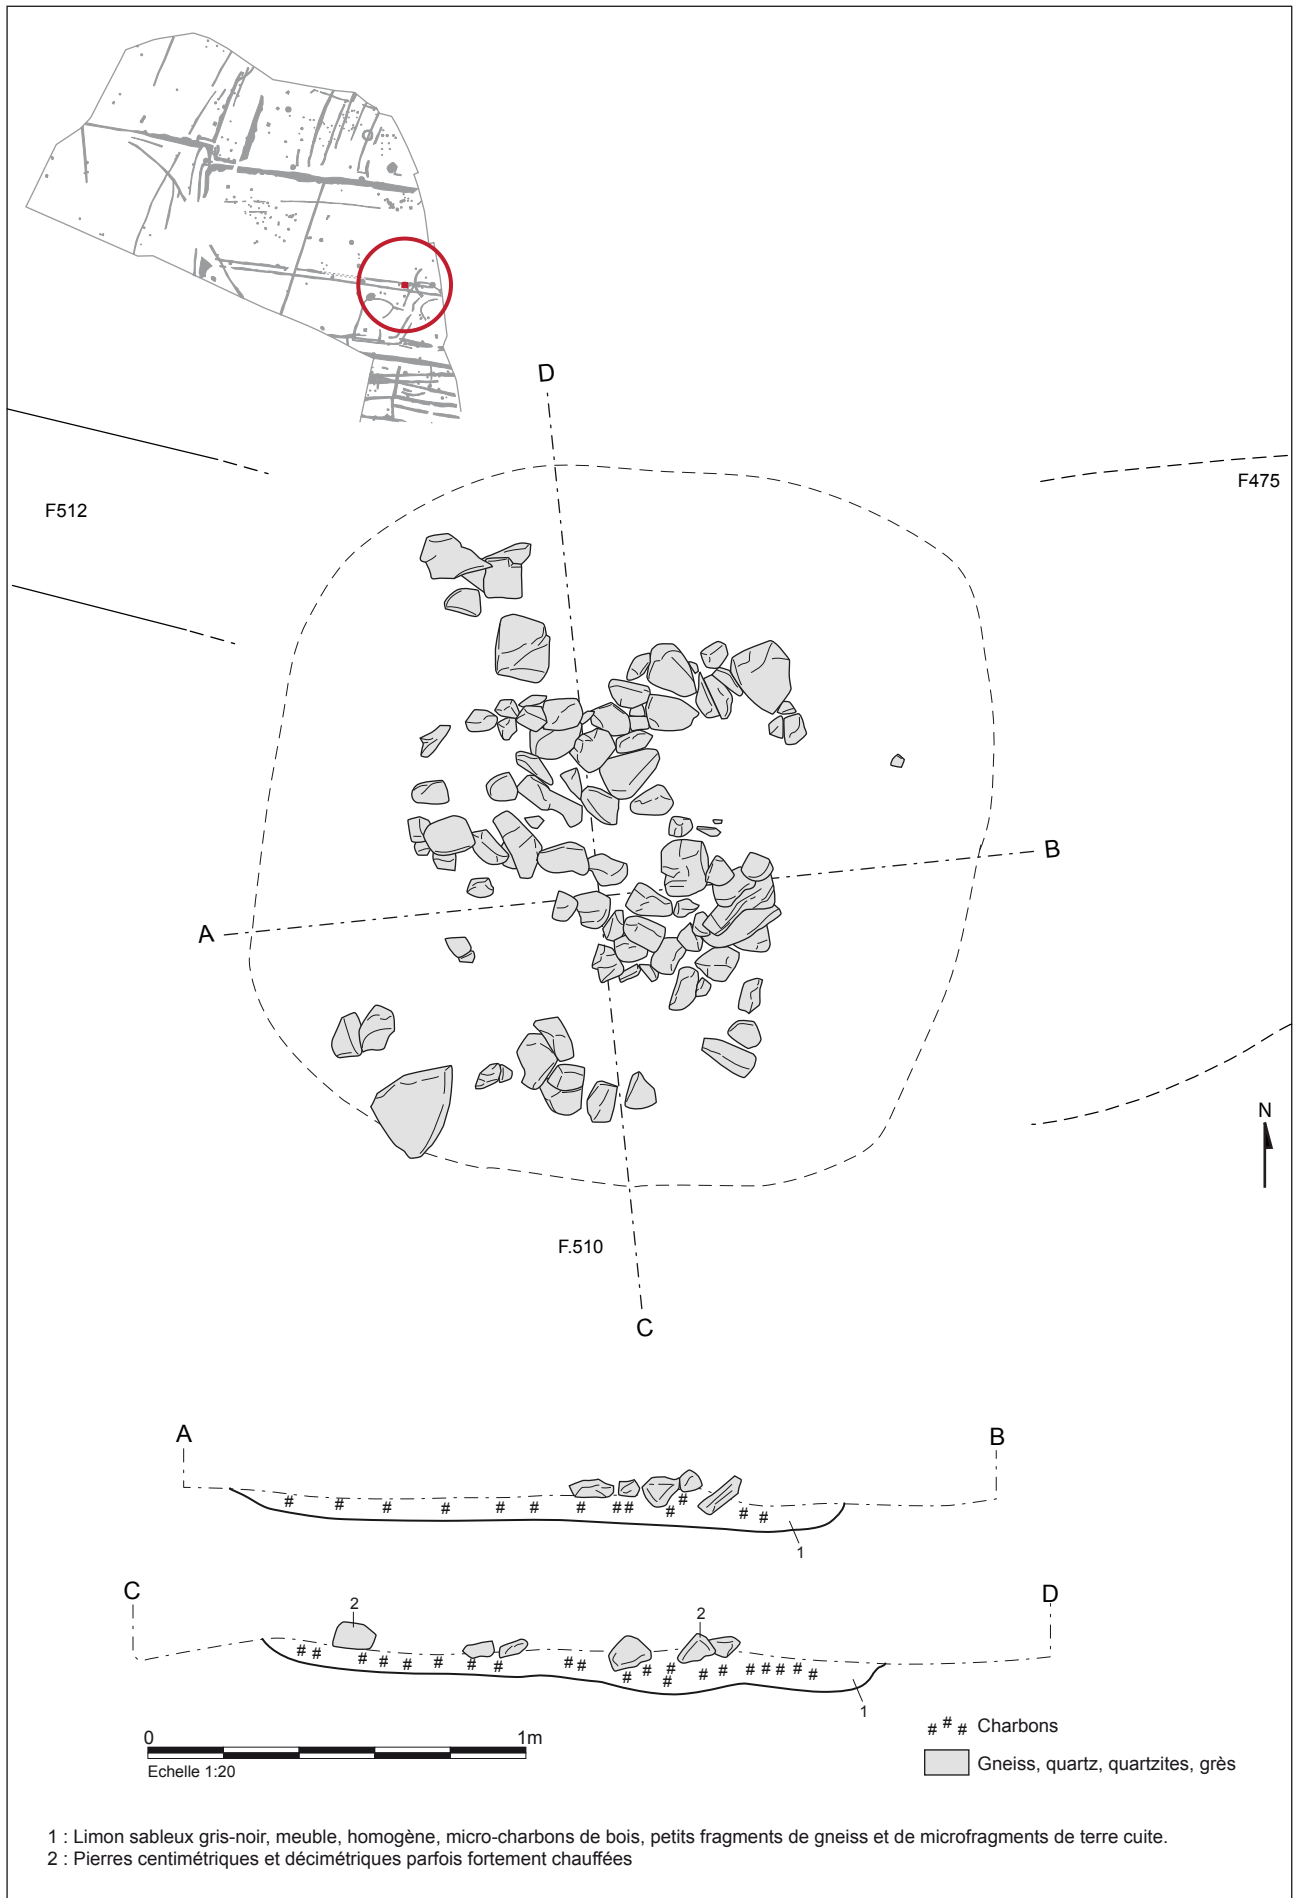 D
F512
F475
B
A
N
F.510
C
A
B
1
C
2
2
D
1
0 1m
Echelle 1:20
# # # Charbons
Gneiss, quartz, quartzites, grès
1 : Limon sableux gris-noir, meuble, homogène, micro-charbons de bois, petits fragments de gneiss et de microfragments de terre cuite.
2 : Pierres centimétriques et décimétriques parfois fortement chauffées